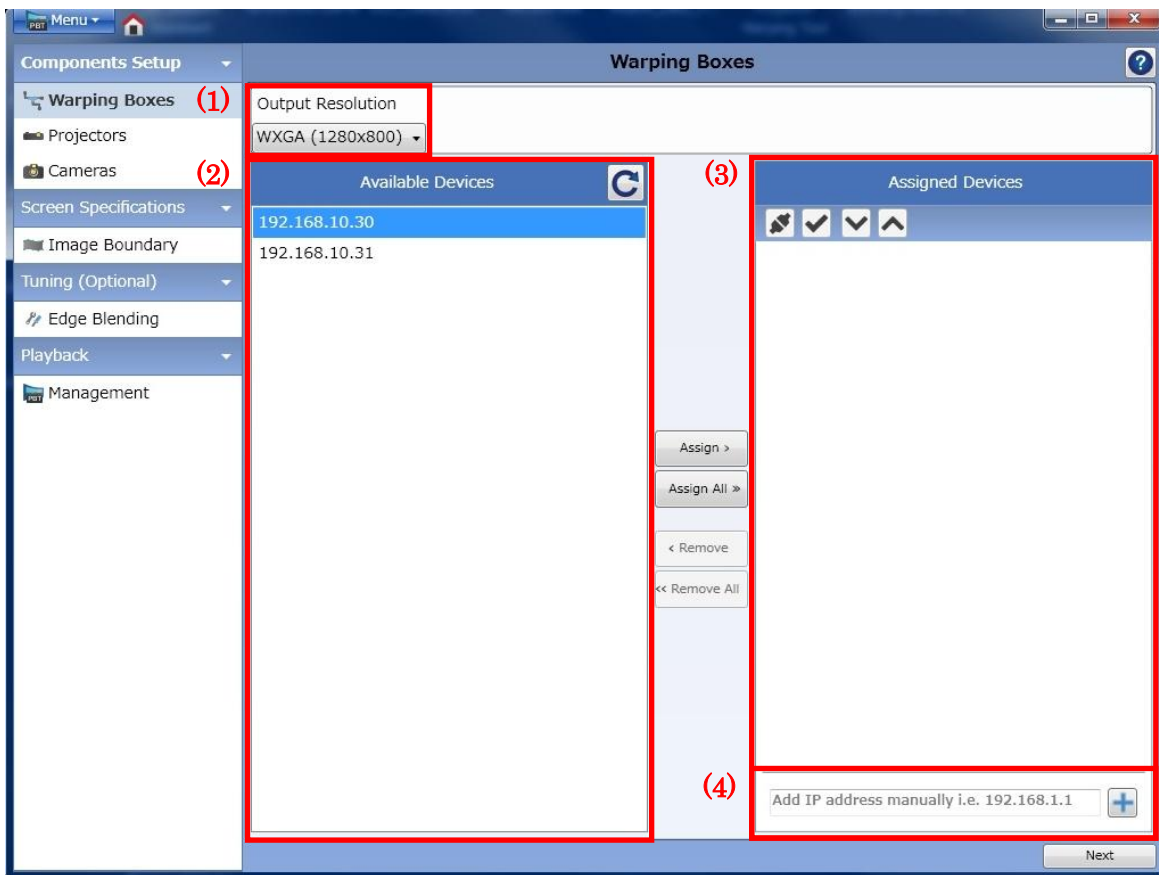 PBT Menu
Components Setup
Warping Boxes
?
Warping Boxes
(1)
Output Resolution
WXGA (1280x800)
Projectors
Cameras
(2)
Available Devices
(3)
Assigned Devices
Screen Specifications
192.168.10.30
Image Boundary
192.168.10.31
Tuning (Optional)
Edge Blending
Playback
PBT Management
Assign >
Assign All »
< Remove
<< Remove All
(4)
Add IP address manually i.e. 192.168.1.1
Next